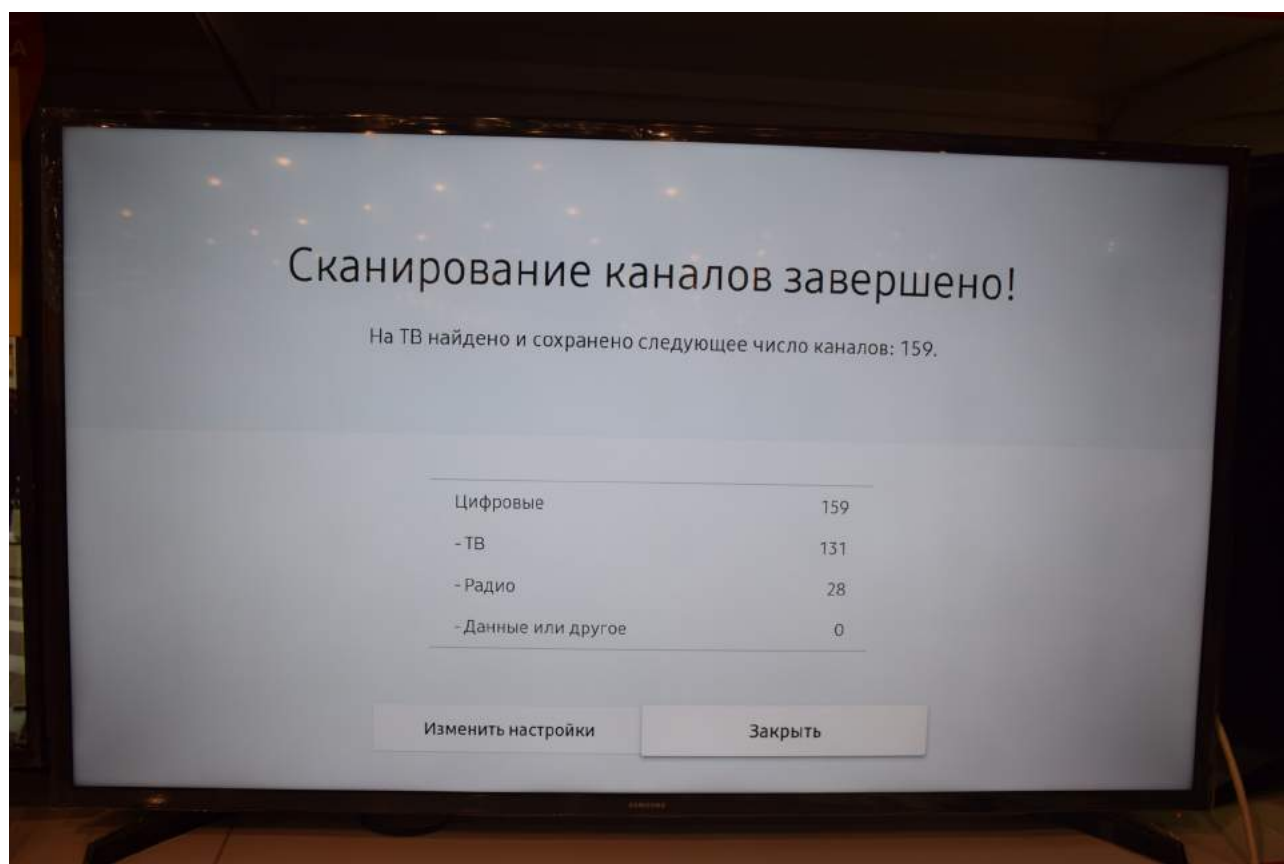 Сканирование каналов завершено!
На ТВ найдено и сохранено следующее число каналов: 159.
Цифровые 159
-ТВ 131
-Радио 28
-Данные или другое 0
Изменить настройки Закрыть
SAMSUNG